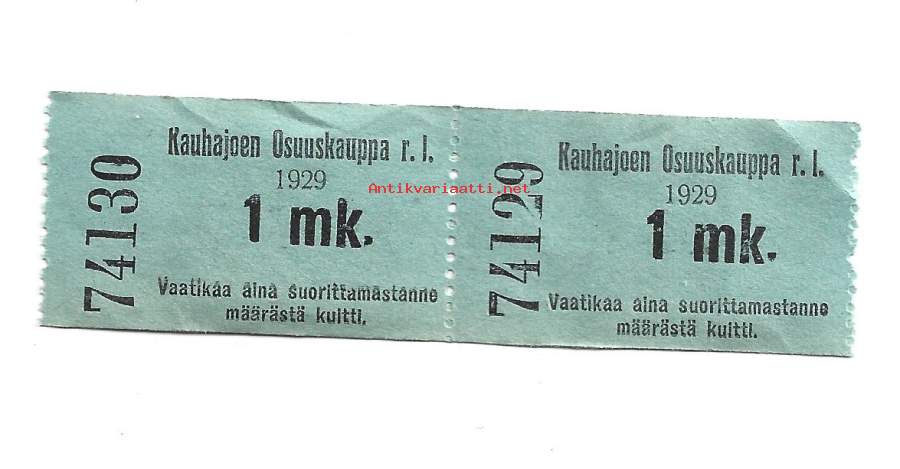 74130
Kauhajoen Osuuskauppa r. l.
1929
1 mk.
Vaatikaa aina suorittamastanne
määrästä kuitti.
74129
Kauhajoen Osuuskauppa r. l.
1929
1 mk.
Vaatikaa aina suorittamastanne
määrästä kuitti.
Antikvariaatti.net